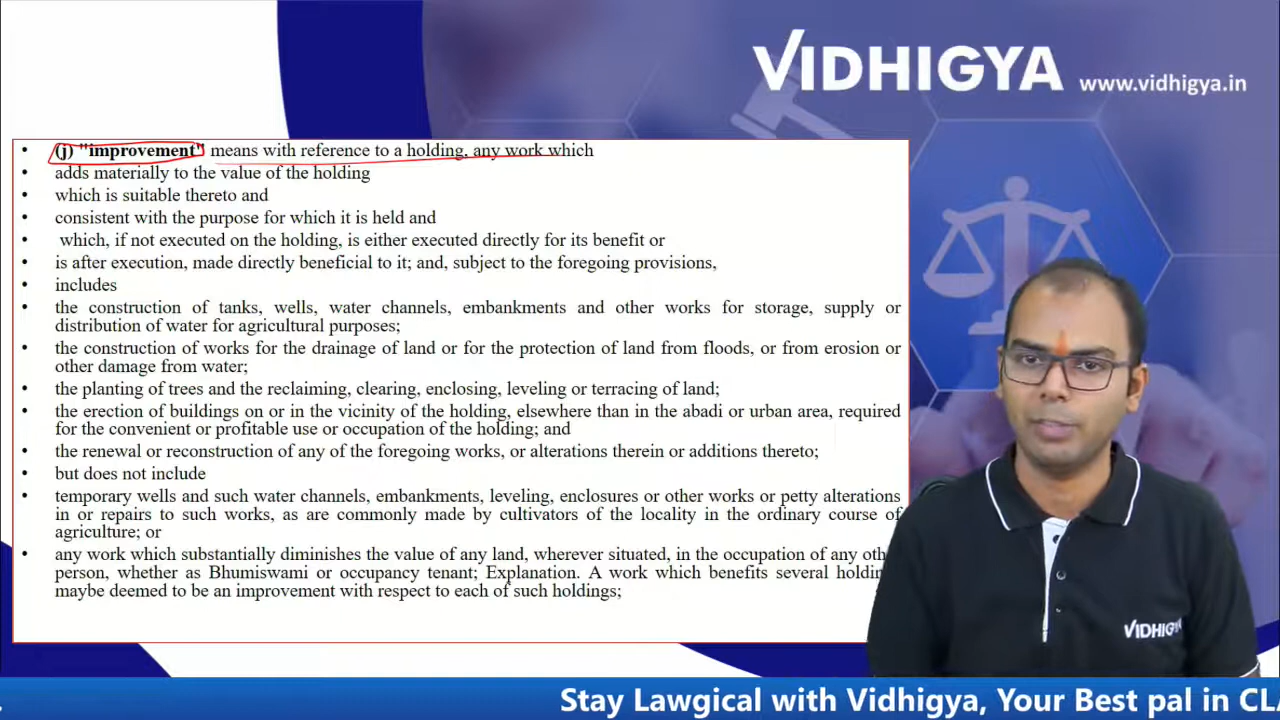 VIDHIGYA www.vidhigya.in
• (j) "improvement" means with reference to a holding, any work which
• adds materially to the value of the holding
• which is suitable thereto and
• consistent with the purpose for which it is held and
• which, if not executed on the holding, is either executed directly for its benefit or
• is after execution, made directly beneficial to it; and, subject to the foregoing provisions,
• includes
• the construction of tanks, wells, water channels, embankments and other works for storage, supply or
distribution of water for agricultural purposes;
• the construction of works for the drainage of land or for the protection of land from floods, or from erosion or
other damage from water;
• the planting of trees and the reclaiming, clearing, enclosing, leveling or terracing of land;
• the erection of buildings on or in the vicinity of the holding, elsewhere than in the abadi or urban area, required
for the convenient or profitable use or occupation of the holding; and
• the renewal or reconstruction of any of the foregoing works, or alterations therein or additions thereto;
• but does not include
• temporary wells and such water channels, embankments, leveling, enclosures or other works or petty alterations
in or repairs to such works, as are commonly made by cultivators of the locality in the ordinary course of
agriculture; or
• any work which substantially diminishes the value of any land, wherever situated, in the occupation of any
person, whether as Bhumiswami or occupancy tenant; Explanation. A work which benefits several
maybe deemed to be an improvement with respect to each of such holdings;
VIDHIGYA
Stay Lawgical with Vidhigya, Your Best pal in CLA